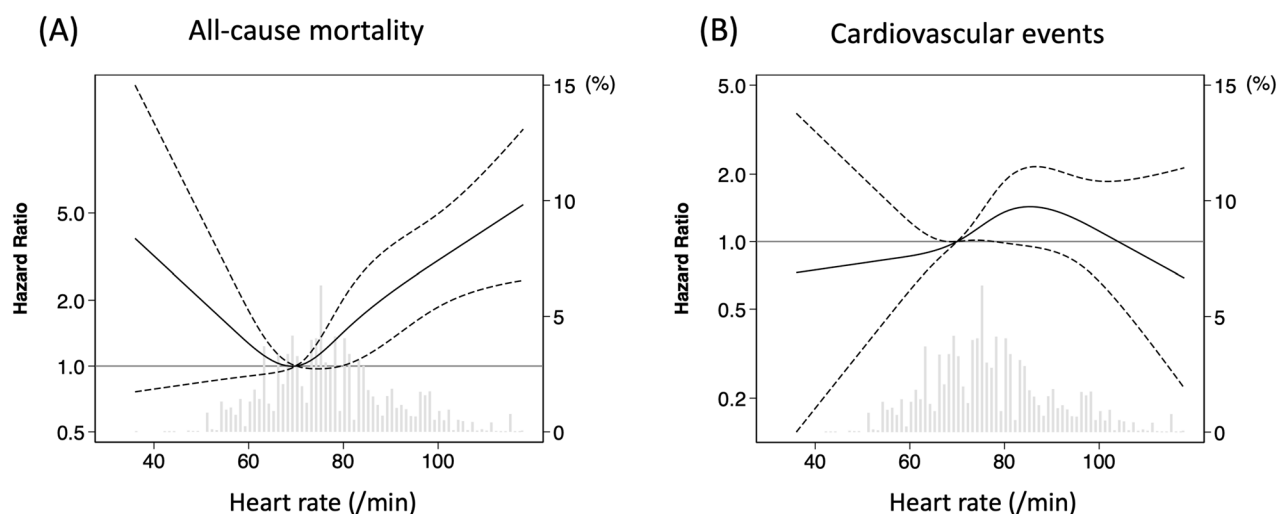 (A) All-cause mortality
15 (%)
10
5
0
5.0
2.0
1.0
0.5
Hazard Ratio
40 60 80 100
Heart rate (/min)
(B) Cardiovascular events
5.0
2.0
1.0
0.5
0.2
Hazard Ratio
15 (%)
10
5
0
40 60 80 100
Heart rate (/min)